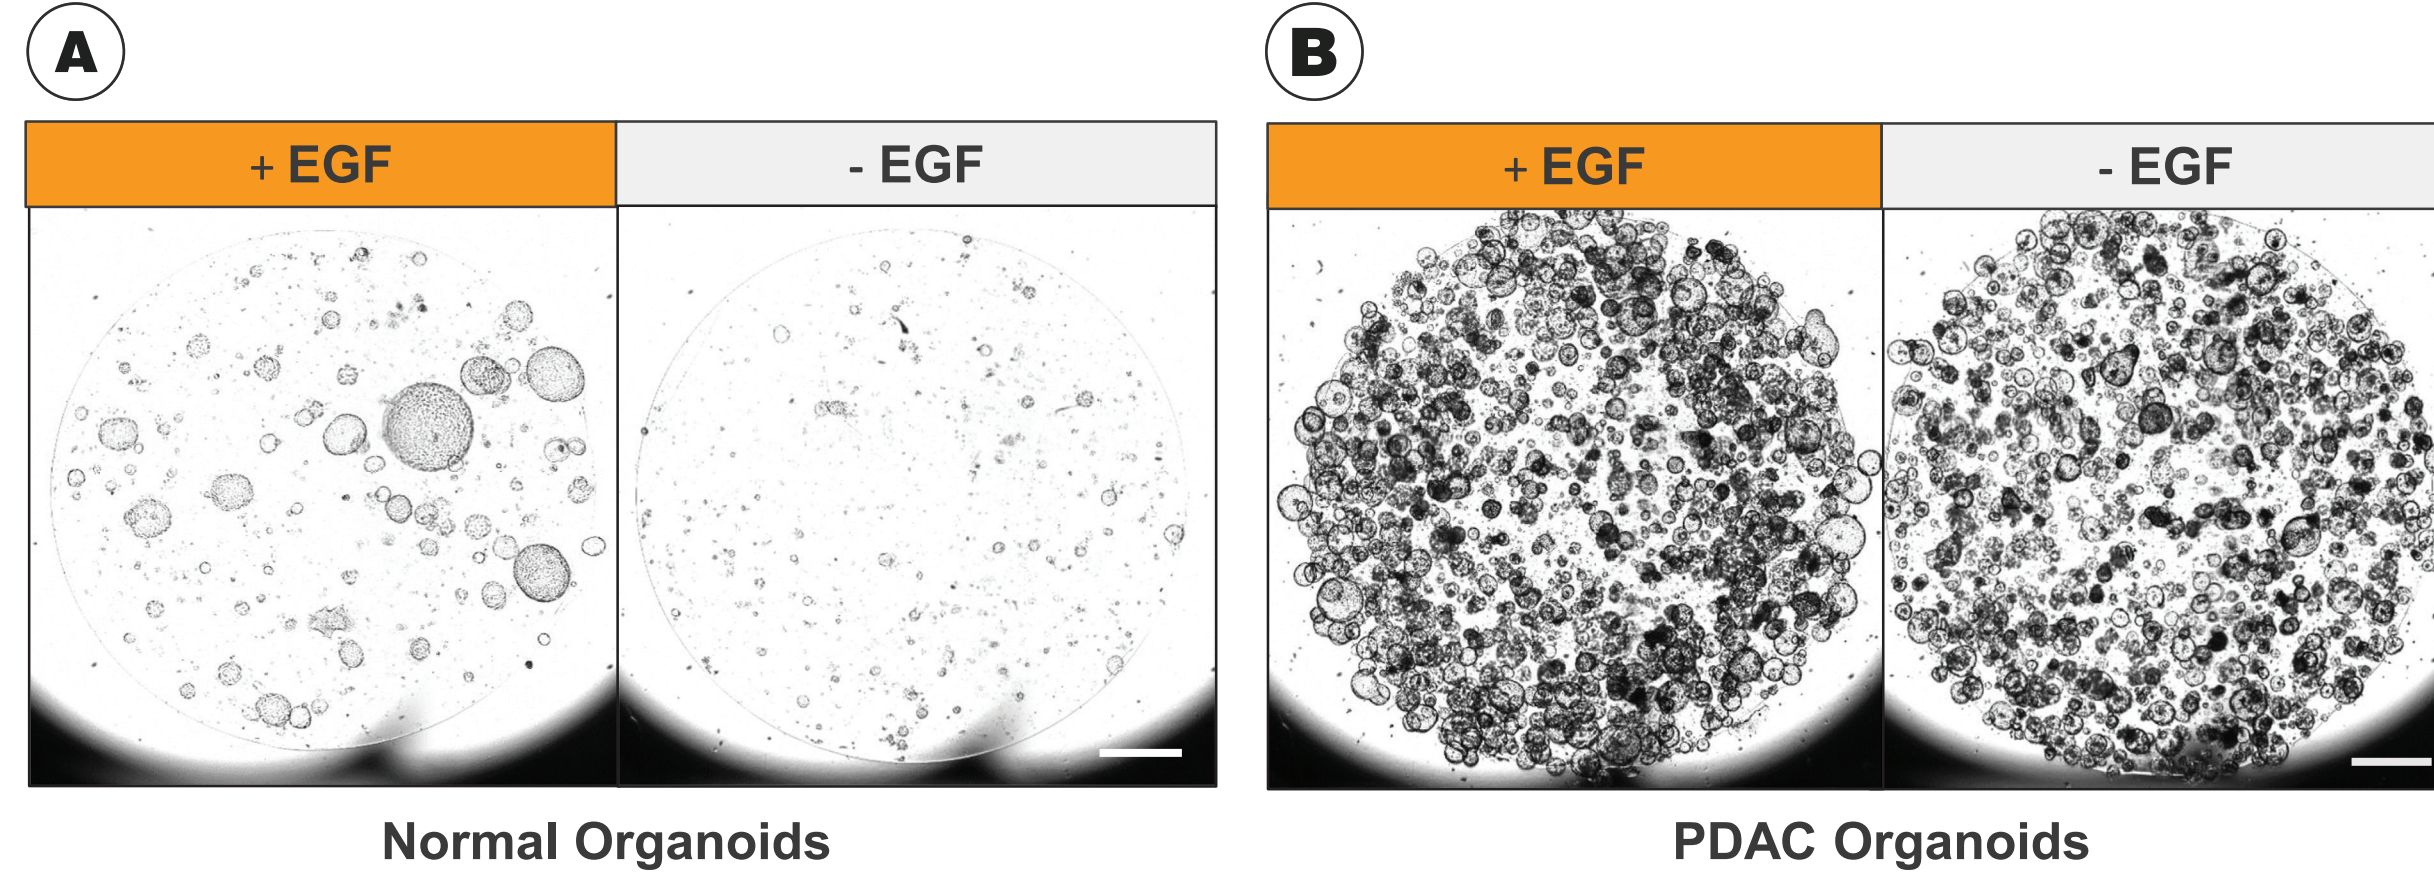 A
B
+ EGF
- EGF
+ EGF
- EGF
Normal Organoids
PDAC Organoids